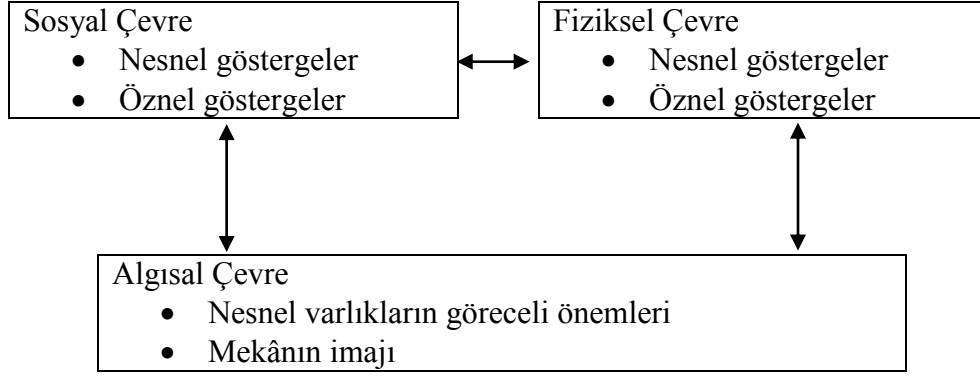 Sosyal Çevre
• Nesnel göstergeler
• Öznel göstergeler
Fiziksel Çevre
• Nesnel göstergeler
• Öznel göstergeler
Algısal Çevre
• Nesnel varlıkların göreceli önemleri
• Mekânın imajı